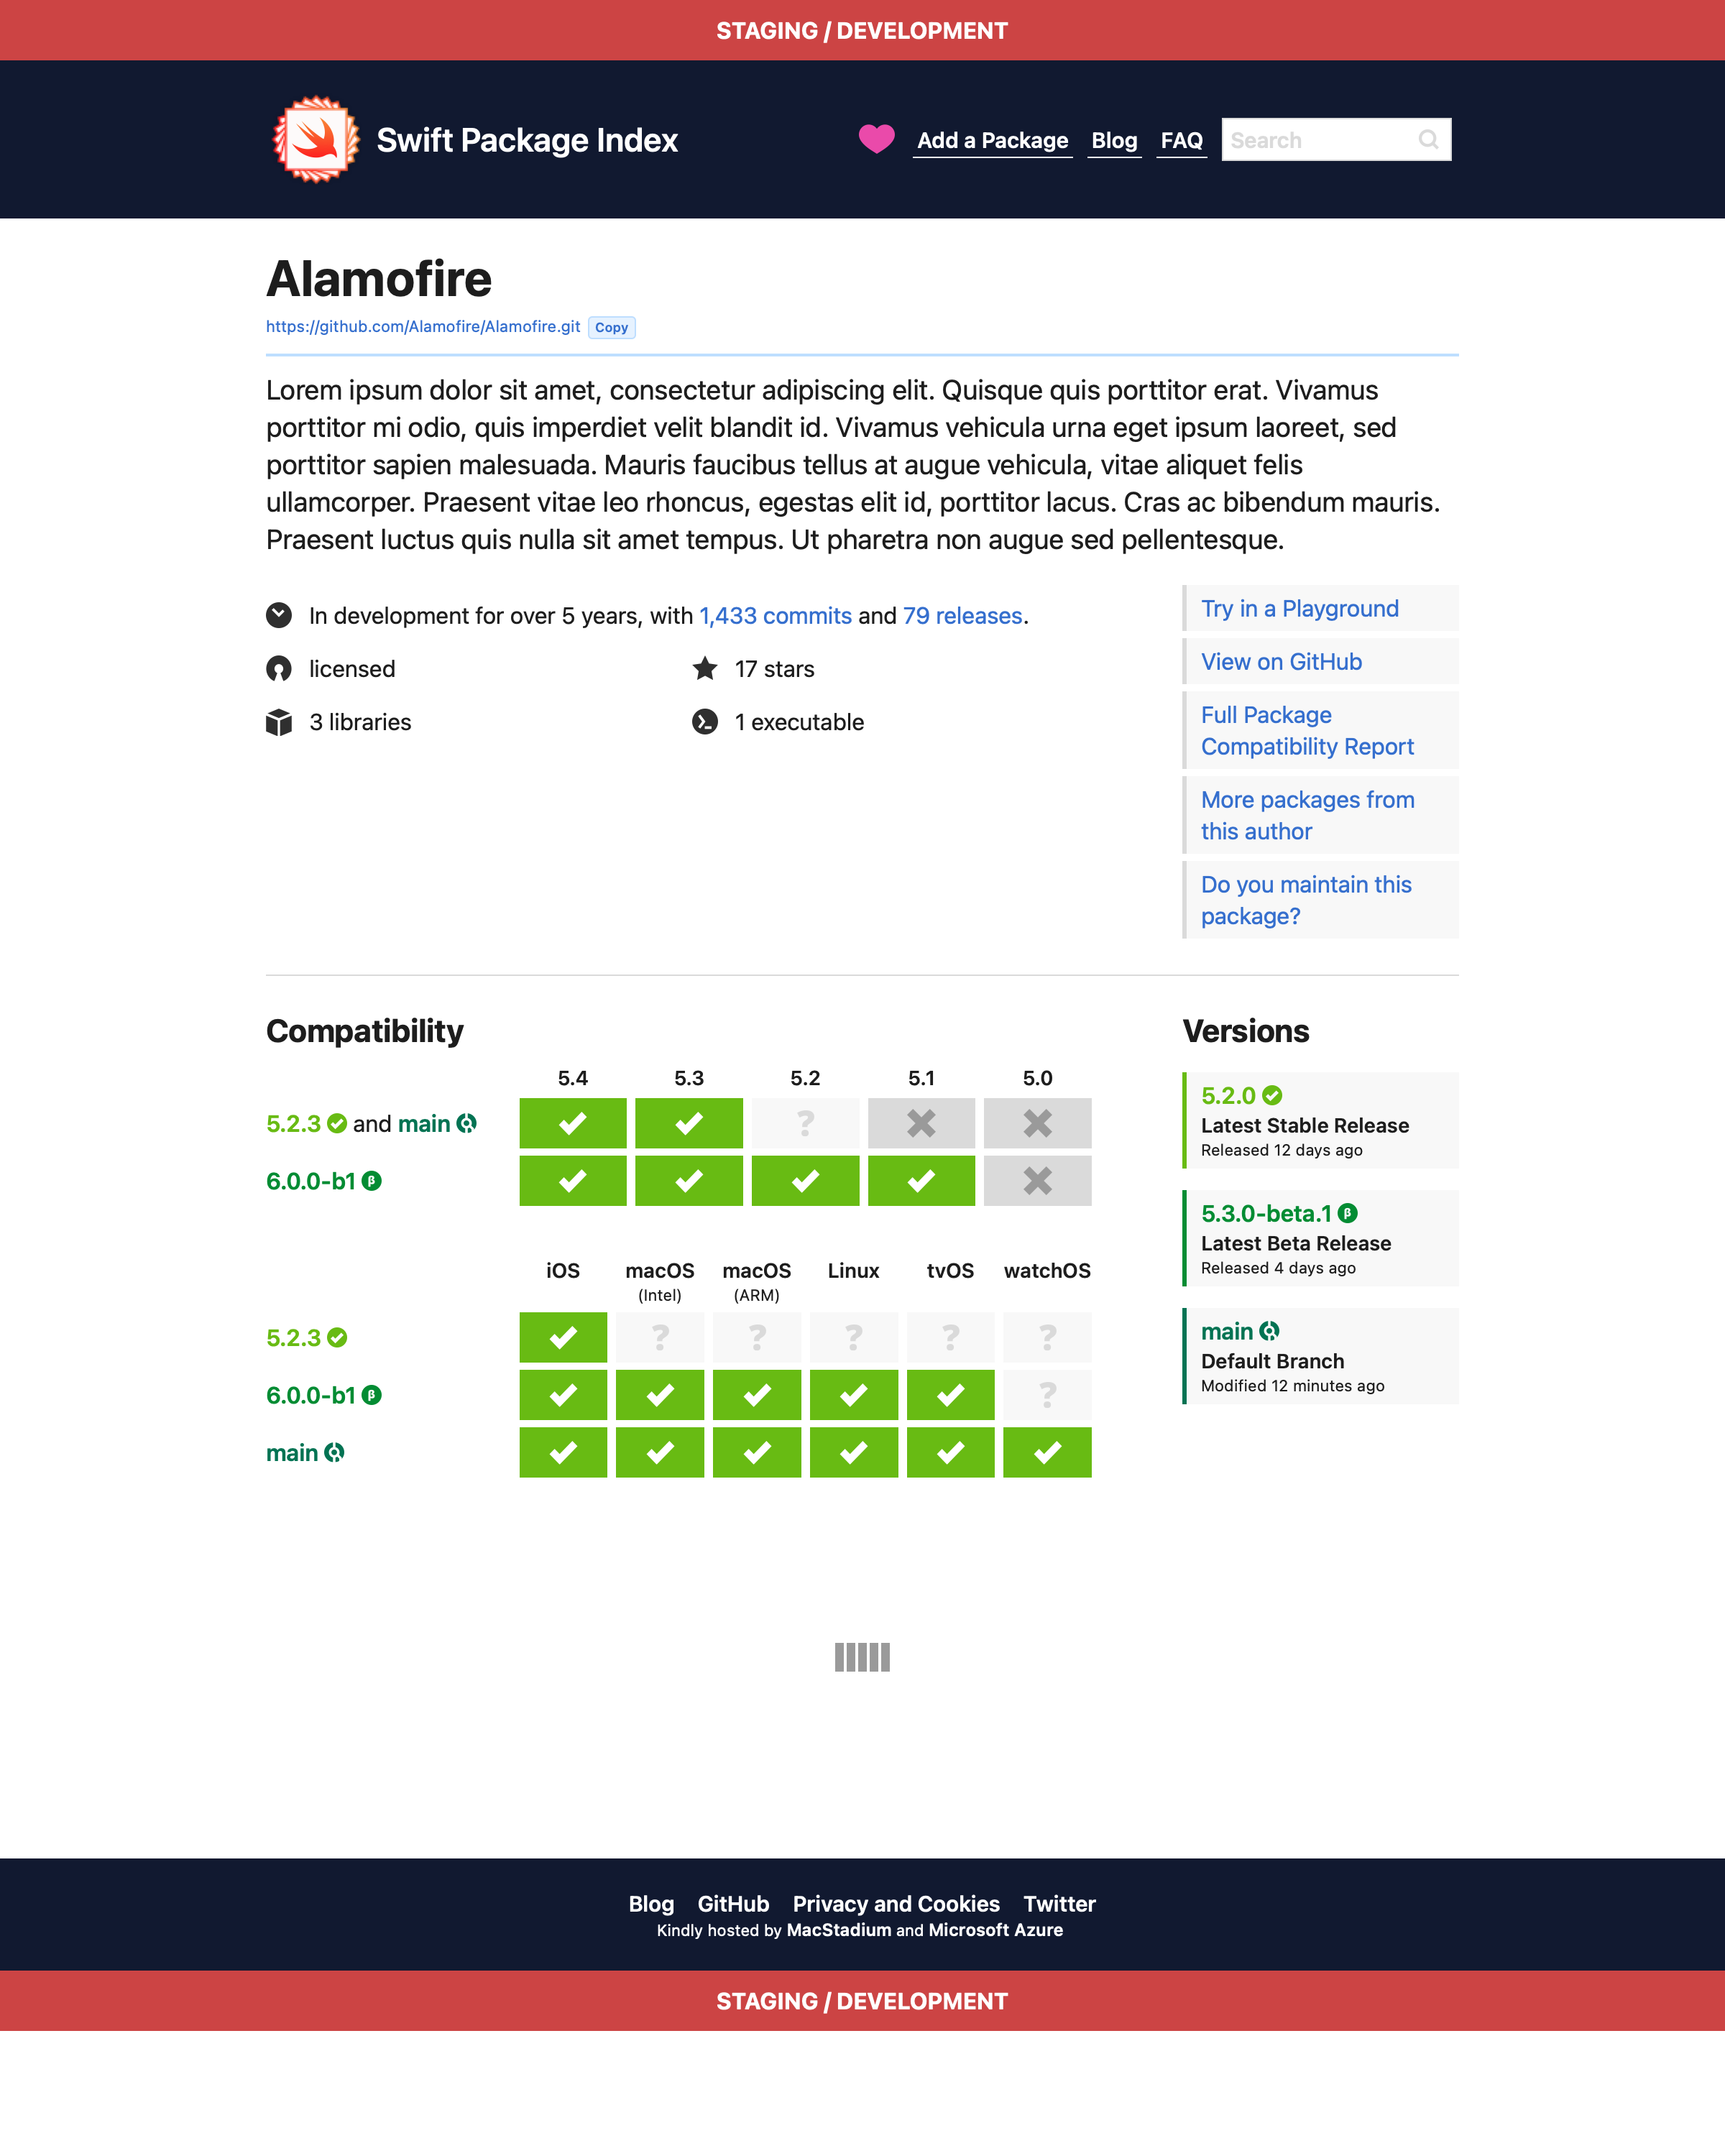 STAGING / DEVELOPMENT
Swift Package Index
Add a Package Blog FAQ Search
Alamofire
https://github.com/Alamofire/Alamofire.git Copy
Lorem ipsum dolor sit amet, consectetur adipiscing elit. Quisque quis porttitor erat. Vivamus
porttitor mi odio, quis imperdiet velit blandit id. Vivamus vehicula urna eget ipsum laoreet, sed
porttitor sapien malesuada. Mauris faucibus tellus at augue vehicula, vitae aliquet felis
ullamcorper. Praesent vitae leo rhoncus, egestas elit id, porttitor lacus. Cras ac bibendum mauris.
Praesent luctus quis nulla sit amet tempus. Ut pharetra non augue sed pellentesque.
In development for over 5 years, with 1,433 commits and 79 releases.
licensed
17 stars
3 libraries
1 executable
Try in a Playground
View on GitHub
Full Package
Compatibility Report
More packages from
this author
Do you maintain this
package?
Compatibility
5.4 5.3 5.2 5.1 5.0
5.2.3 and main ?
6.0.0-b1 β
iOS macOS macOS Linux tvOS watchOS
(Intel) (ARM)
5.2.3 ? ? ? ? ?
6.0.0-b1 β ?
main
Versions
5.2.0
Latest Stable Release
Released 12 days ago
5.3.0-beta.1 β
Latest Beta Release
Released 4 days ago
main
Default Branch
Modified 12 minutes ago
Blog GitHub Privacy and Cookies Twitter
Kindly hosted by MacStadium and Microsoft Azure
STAGING / DEVELOPMENT